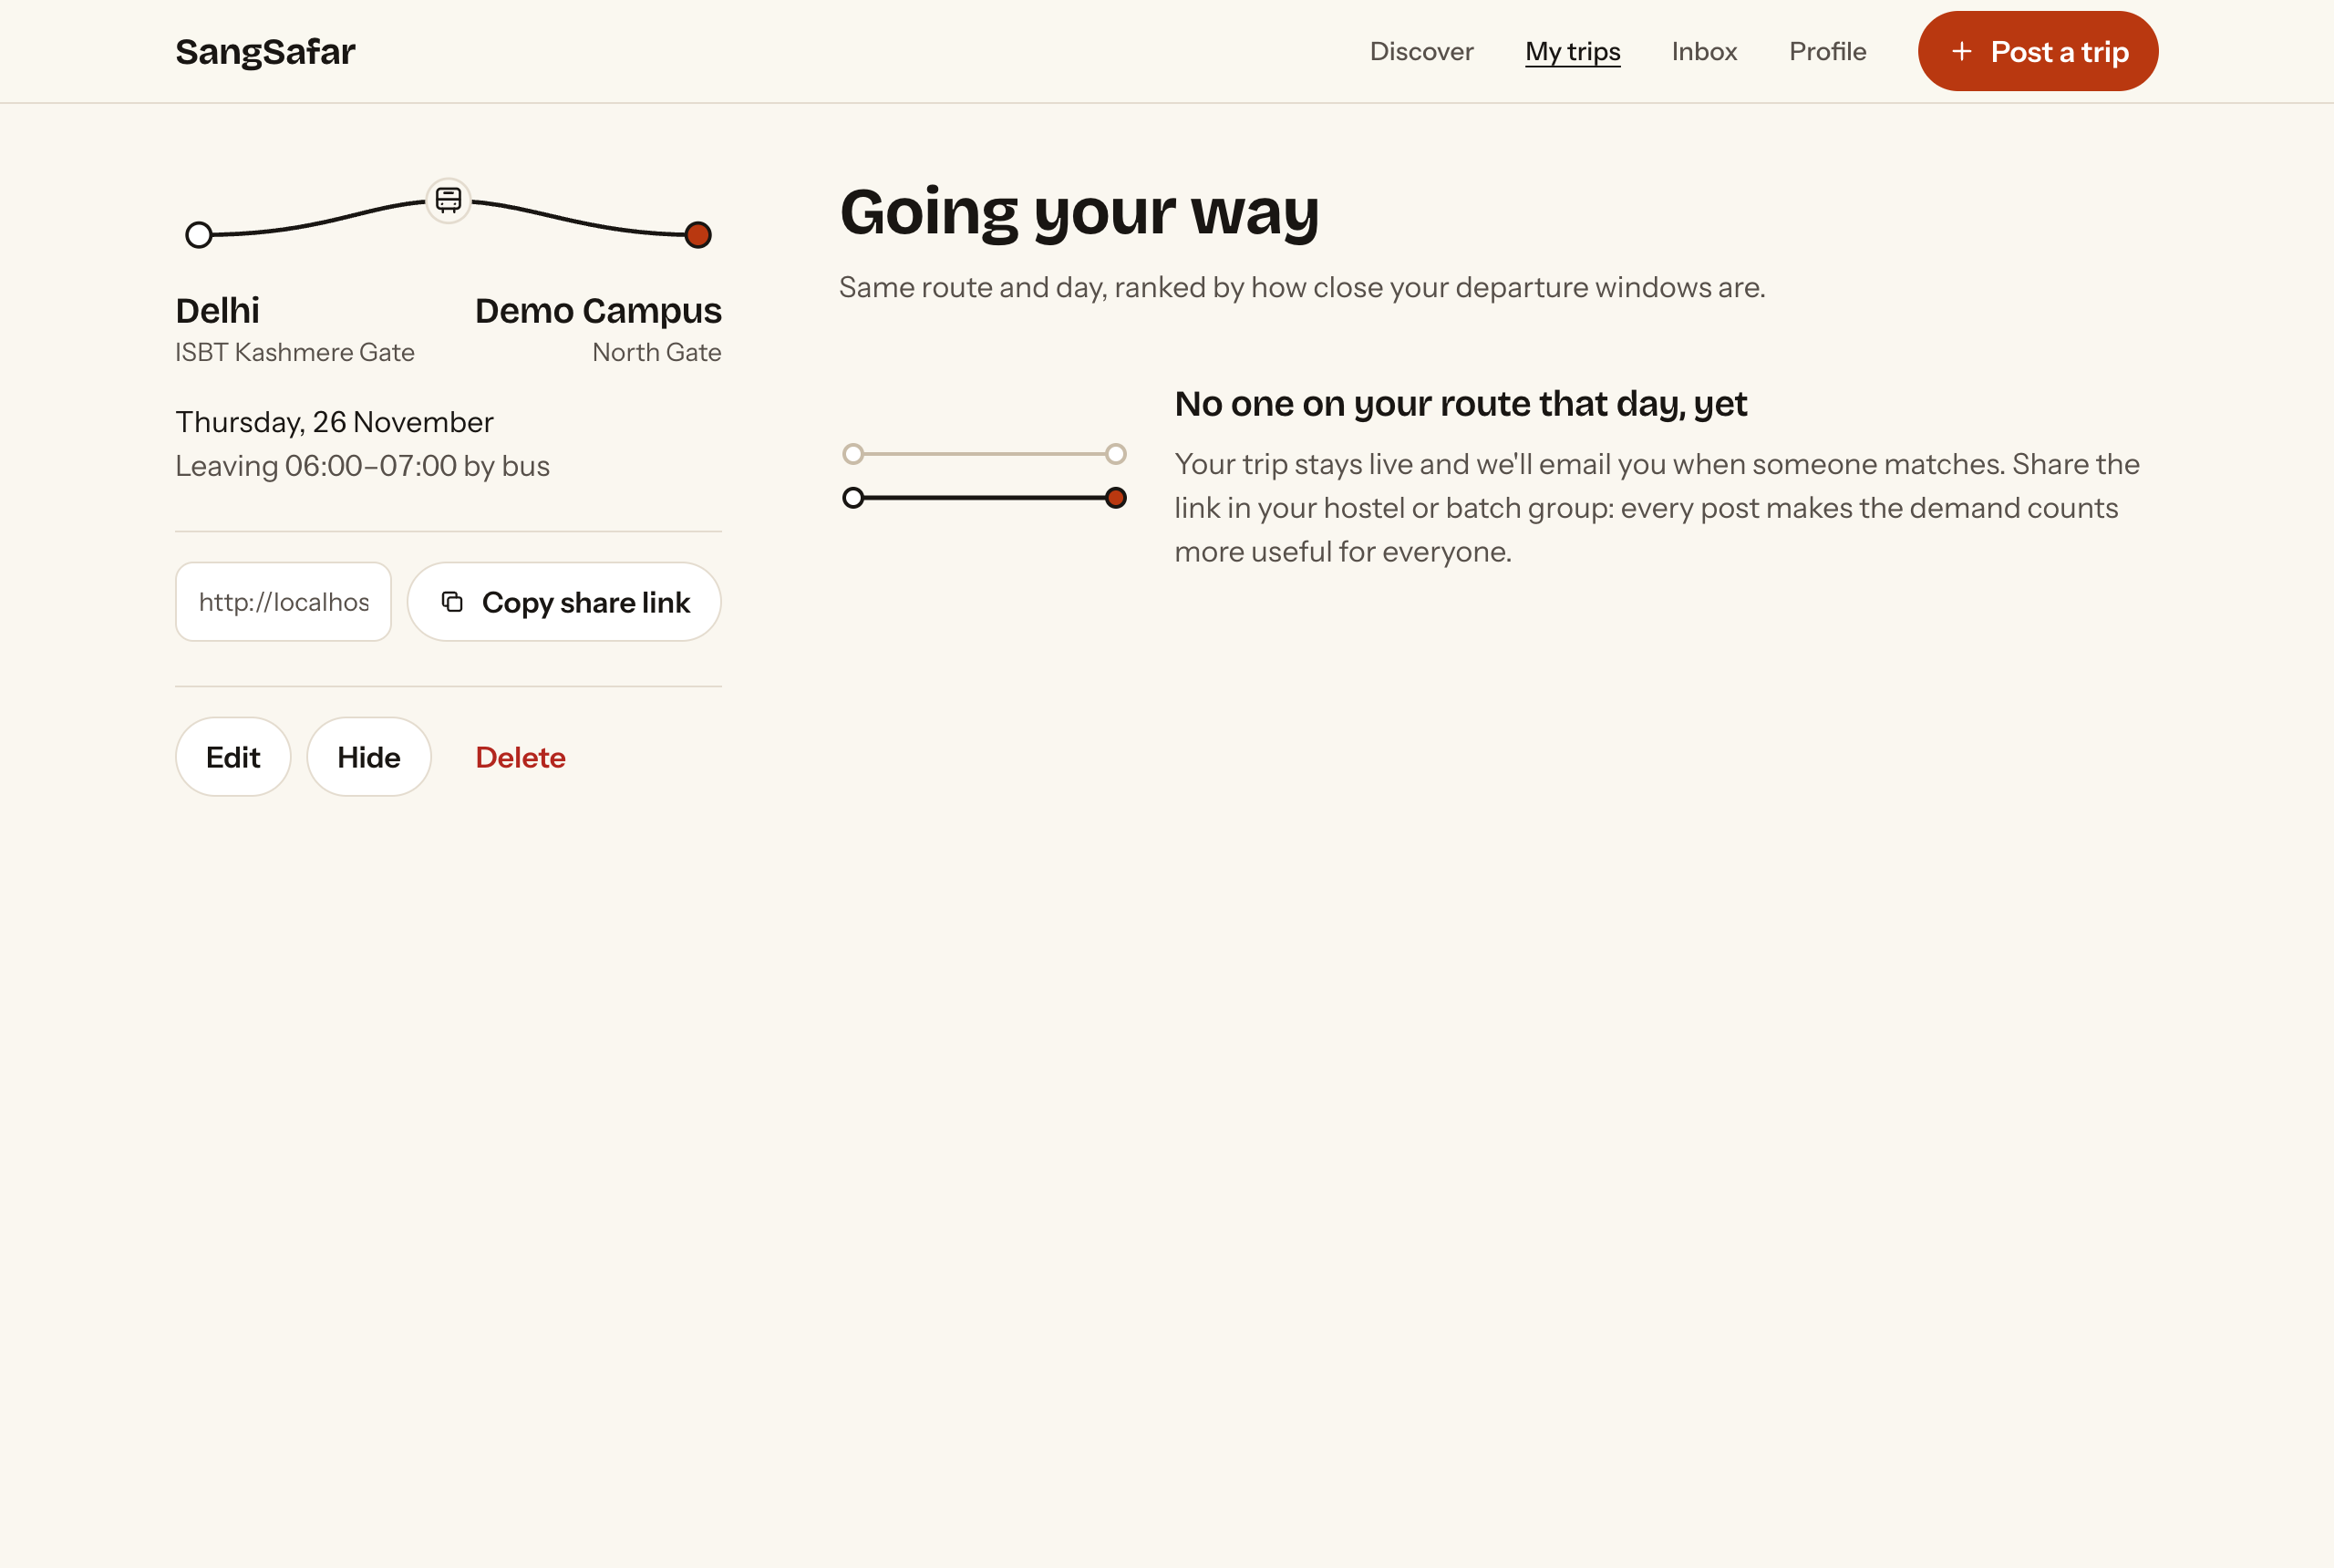 SangSafar
Discover
My trips
Inbox
Profile
Post a trip
Delhi
ISBT Kashmere Gate
Demo Campus
North Gate
Thursday, 26 November
Leaving 06:00–07:00 by bus
http://localhos
Copy share link
Edit
Hide
Delete
Going your way
Same route and day, ranked by how close your departure windows are.
No one on your route that day, yet
Your trip stays live and we'll email you when someone matches. Share the
link in your hostel or batch group: every post makes the demand counts
more useful for everyone.